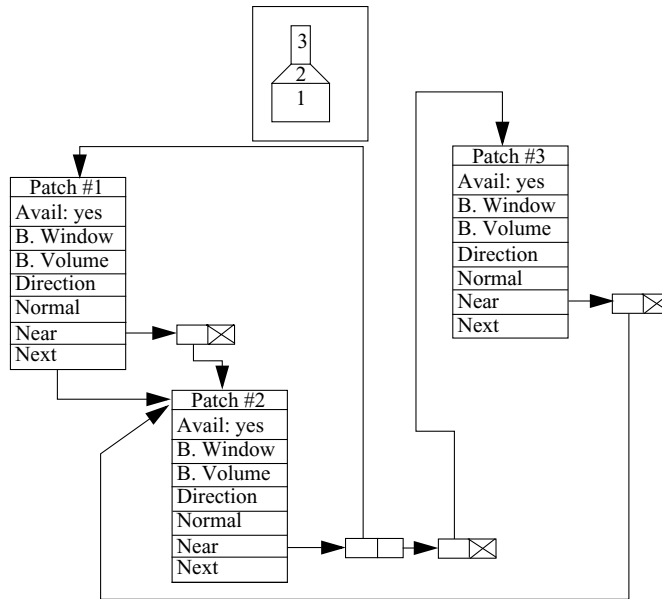 3
2
1
Patch #1
Avail: yes
B. Window
B. Volume
Direction
Normal
Near
Next
Patch #3
Avail: yes
B. Window
B. Volume
Direction
Normal
Near
Next
Patch #2
Avail: yes
B. Window
B. Volume
Direction
Normal
Near
Next